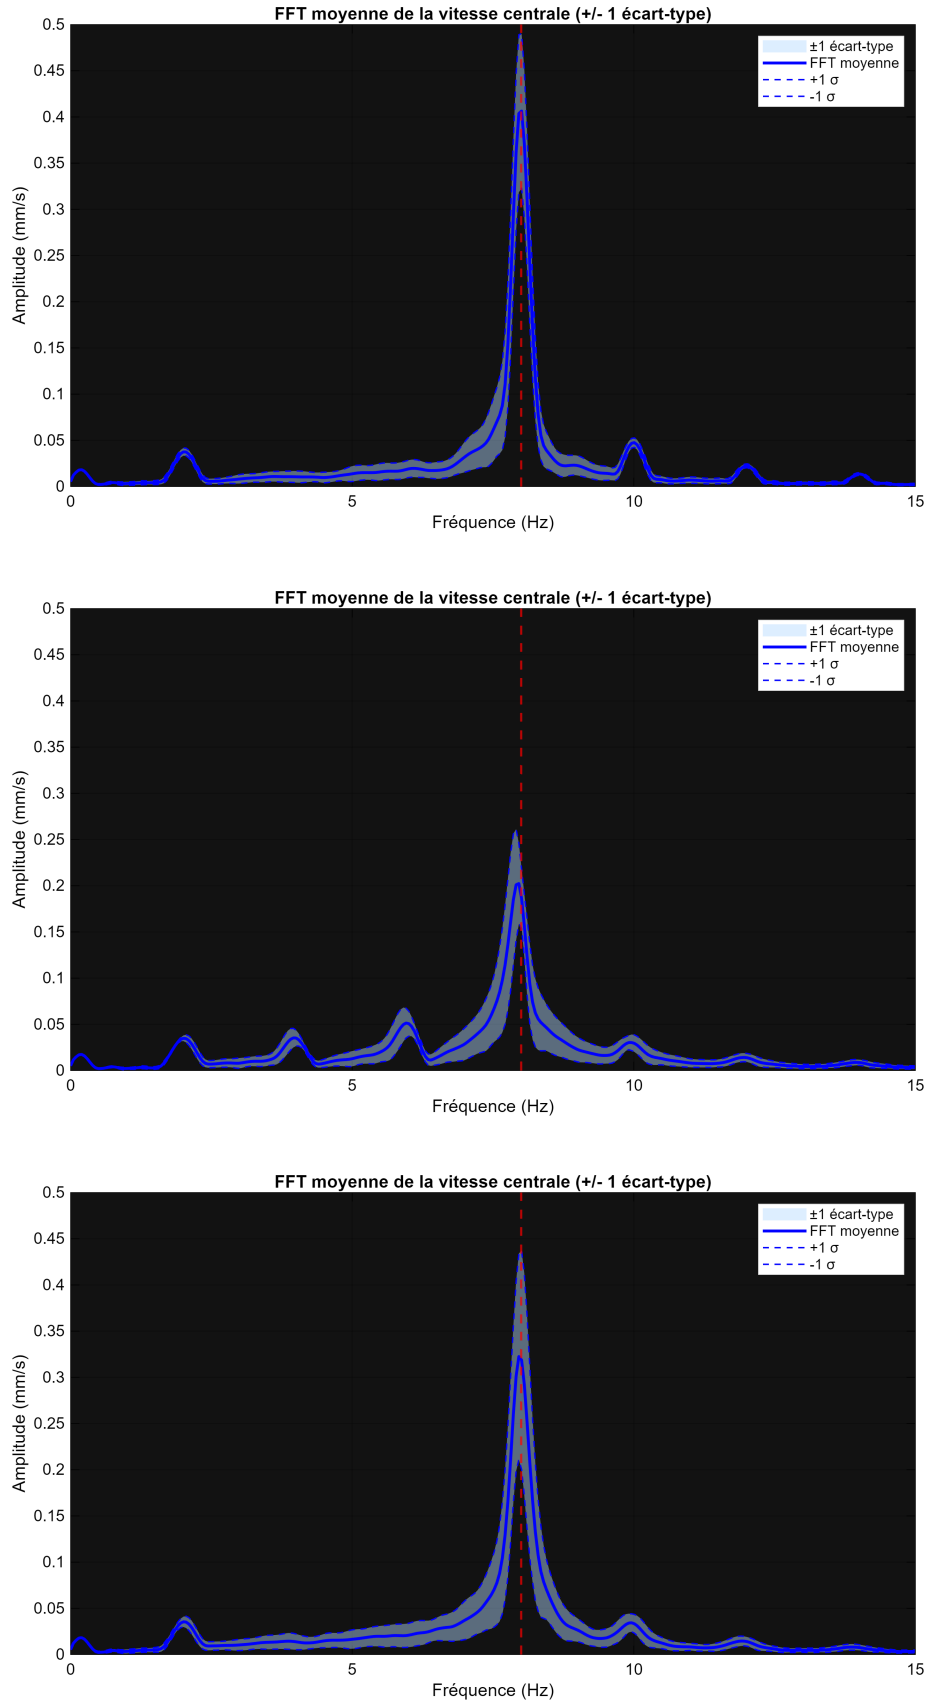 FFT moyenne de la vitesse centrale (+/- 1 écart-type)
0.5
0.45
0.4
0.35
0.3
0.25
0.2
0.15
0.1
0.05
0
Amplitude (mm/s)
±1 écart-type
FFT moyenne
+1 σ
-1 σ
0 5 10 15
Fréquence (Hz)
FFT moyenne de la vitesse centrale (+/- 1 écart-type)
0.5
0.45
0.4
0.35
0.3
0.25
0.2
0.15
0.1
0.05
0
Amplitude (mm/s)
±1 écart-type
FFT moyenne
+1 σ
-1 σ
0 5 10 15
Fréquence (Hz)
FFT moyenne de la vitesse centrale (+/- 1 écart-type)
0.5
0.45
0.4
0.35
0.3
0.25
0.2
0.15
0.1
0.05
0
Amplitude (mm/s)
±1 écart-type
FFT moyenne
+1 σ
-1 σ
0 5 10 15
Fréquence (Hz)